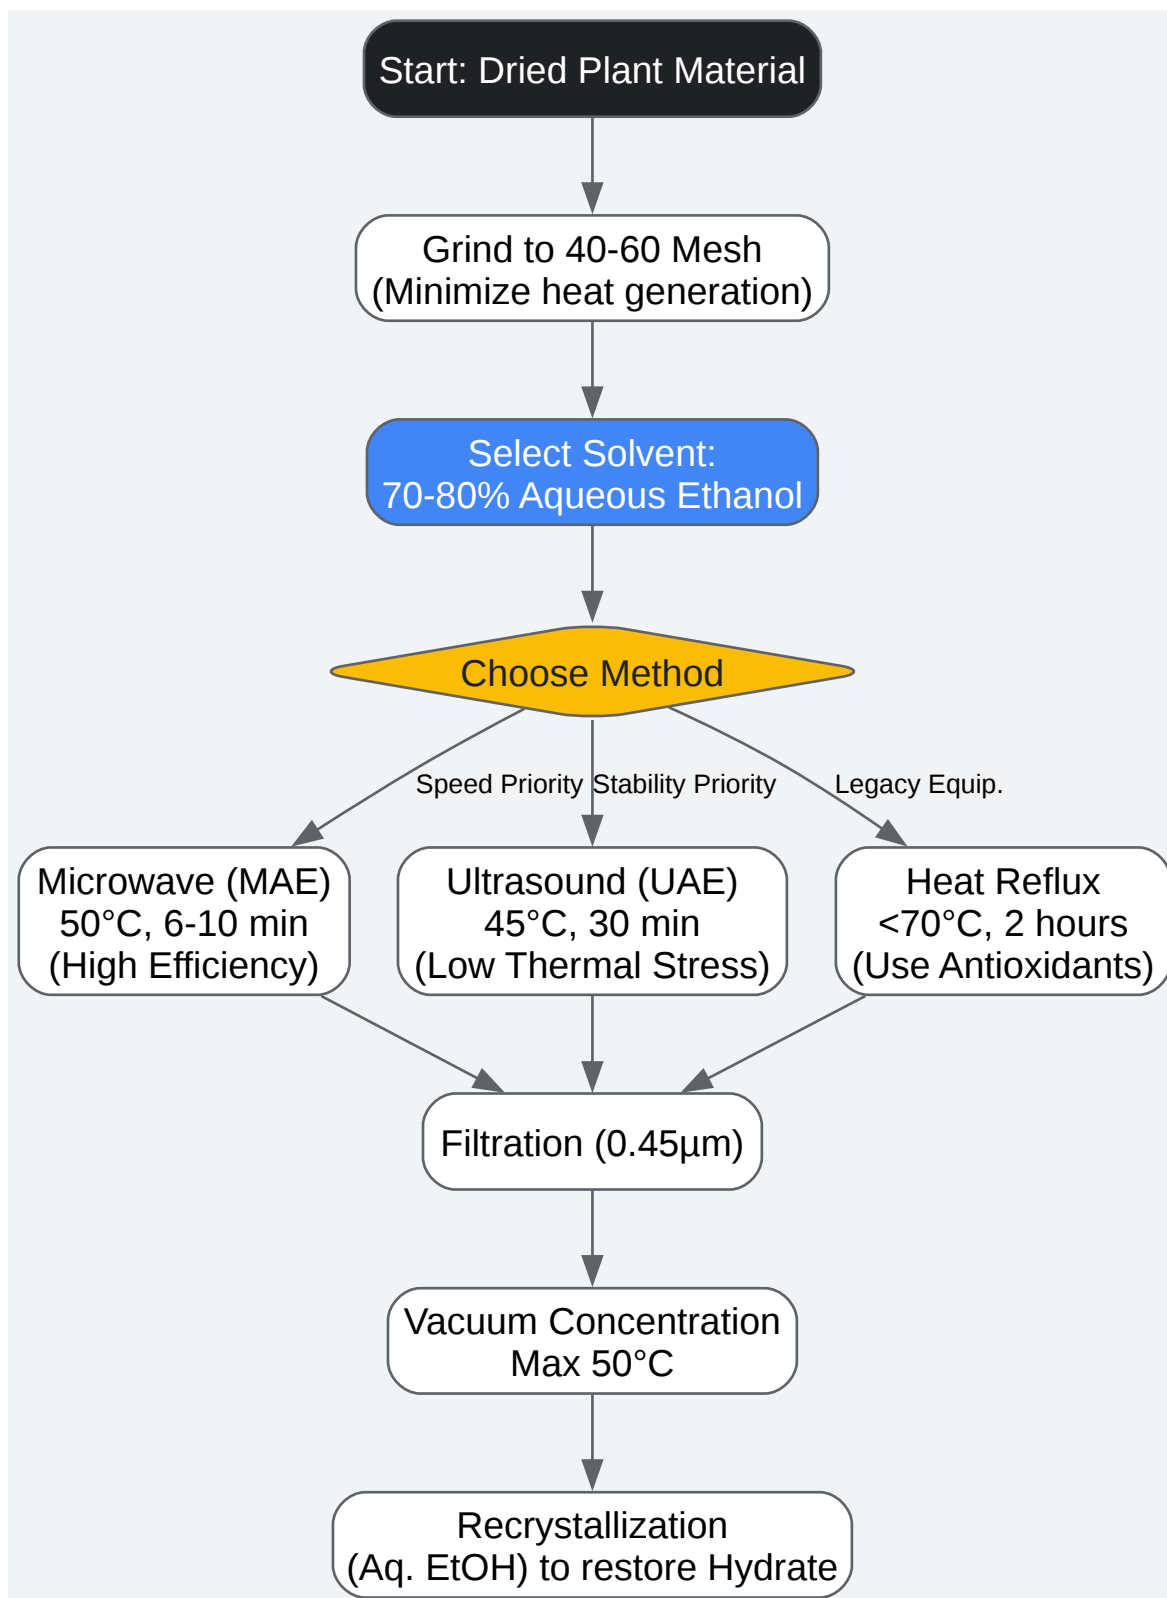 Start: Dried Plant Material
Grind to 40-60 Mesh
(Minimize heat generation)
Select Solvent:
70-80% Aqueous Ethanol
Choose Method
Speed Priority
Stability Priority
Legacy Equip.
Microwave (MAE)
50°C, 6-10 min
(High Efficiency)
Ultrasound (UAE)
45°C, 30 min
(Low Thermal Stress)
Heat Reflux
<70°C, 2 hours
(Use Antioxidants)
Filtration (0.45µm)
Vacuum Concentration
Max 50°C
Recrystallization
(Aq. EtOH) to restore Hydrate